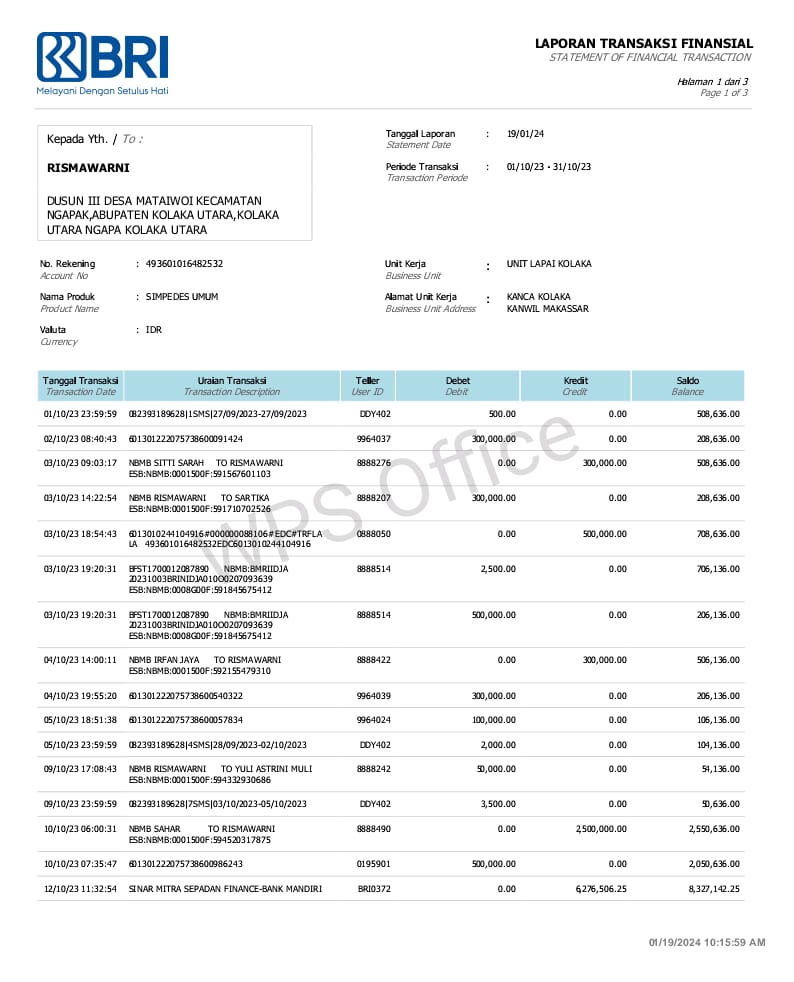 BRI
Melayani Dengan Setulus Hati
LAPORAN TRANSAKSI FINANSIAL
STATEMENT OF FINANCIAL TRANSACTION
Halaman 1 dari 3
Page 1 of 3
Kepada Yth. / To :
RISMAWARNI
DUSUN III DESA MATAIWOI KECAMATAN
NGAPAK,ABUPATEN KOLAKA UTARA,KOLAKA
UTARA NGAPA KOLAKA UTARA
Tanggal Laporan : 19/01/24
Statement Date
Periode Transaksi : 01/10/23 - 31/10/23
Transaction Periode
No. Rekening : 493601016482532
Account No
Nama Produk : SIMPEDES UMUM
Product Name
Valuta : IDR
Currency
Unit Kerja : UNIT LAPAI KOLAKA
Business Unit
Alamat Unit Kerja : KANCA KOLAKA
Business Unit Address KANWIL MAKASSAR
Tanggal Transaksi Uraian Transaksi Teller Debet Kredit Saldo
Transaction Date Transaction Description User ID Debit Credit Balance
01/10/23 23:59:59 082393189628|1SMS|27/09/2023-27/09/2023 DDY402 500.00 0.00 508,636.00
02/10/23 08:40:43 601301222075738600091424 9964037 300,000.00 0.00 208,636.00
03/10/23 09:03:17 NBMB SITTI SARAH TO RISMAWARNI 8888276 0.00 300,000.00 508,636.00
ESB:NBMB:0001500F:591567601103
03/10/23 14:22:54 NBMB RISMAWARNI TO SARTIKA 8888207 300,000.00 0.00 208,636.00
ESB:NBMB:0001500F:591710702526
03/10/23 18:54:43 6013010244104916#000000088106#EDC#TRFLA 0888050 0.00 500,000.00 708,636.00
LA 493601016482532EDC6013010244104916
03/10/23 19:20:31 BFST1700012087890 NBMB:BMRIIDJA 8888514 2,500.00 0.00 706,136.00
20231003BRINIDJA010O0207093639
ESB:NBMB:0008G00F:591845675412
03/10/23 19:20:31 BFST1700012087890 NBMB:BMRIIDJA 8888514 500,000.00 0.00 206,136.00
20231003BRINIDJA010O0207093639
ESB:NBMB:0008G00F:591845675412
04/10/23 14:00:11 NBMB IRFAN JAYA TO RISMAWARNI 8888422 0.00 300,000.00 506,136.00
ESB:NBMB:0001500F:592155479310
04/10/23 19:55:20 601301222075738600540322 9964039 300,000.00 0.00 206,136.00
05/10/23 18:51:38 601301222075738600057834 9964024 100,000.00 0.00 106,136.00
05/10/23 23:59:59 082393189628|4SMS|28/09/2023-02/10/2023 DDY402 2,000.00 0.00 104,136.00
09/10/23 17:08:43 NBMB RISMAWARNI TO YULI ASTRINI MULI 8888242 50,000.00 0.00 54,136.00
ESB:NBMB:0001500F:594332930686
09/10/23 23:59:59 082393189628|7SMS|03/10/2023-05/10/2023 DDY402 3,500.00 0.00 50,636.00
10/10/23 06:00:31 NBMB SAHAR TO RISMAWARNI 8888490 0.00 2,500,000.00 2,550,636.00
ESB:NBMB:0001500F:594520317875
10/10/23 07:35:47 601301222075738600986243 0195901 500,000.00 0.00 2,050,636.00
12/10/23 11:32:54 SINAR MITRA SEPADAN FINANCE-BANK MANDIRI BRI0372 0.00 6,276,506.25 8,327,142.25
WPS Office
01/19/2024 10:15:59 AM